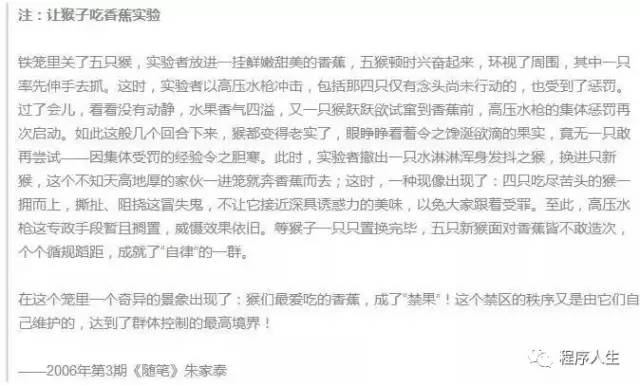 注：让猴子吃香蕉实验
铁笼里关了五只猴，实验者放进一挂鲜嫩甜美的香蕉，五猴顿时兴奋起来，环视了周围，其中一只
率先伸手去抓。这时，实验者以高压水枪冲击，包括那四只仅有念头尚未行动的，也受到了惩罚。
过了会儿，看看没有动静，水果香气四溢，又一只猴跃跃欲试窜到香蕉前，高压水枪的集体惩罚再
次启动。如此这般几个回合下来，猴都变得老实了，眼睁睁看着令之馋涎欲滴的果实，竟无一只敢
再尝试——因集体受罚的经验令之胆寒。此时，实验者撤出一只水淋淋浑身发抖之猴，换进只新
猴，这个不知天高地厚的家伙一进笼就奔香蕉而去；这时，一种现像出现了：四只吃尽苦头的猴一
拥而上，撕扯、阻挠这冒失鬼，不让它接近深具诱惑力的美味，以免大家跟着受罪。至此，高压水
枪这专政手段暂且搁置，威慑效果依旧。等猴子一只只置换完毕，五只新猴面对香蕉皆不敢造次，
个个循规蹈距，成就了“自律”的一群。
在这个笼里一个奇异的景象出现了：猴们最爱吃的香蕉，成了“禁果”！这个禁区的秩序又是由它们自
己维护的，达到了群体控制的最高境界！
——2006年第3期《随笔》朱家泰
程序人生